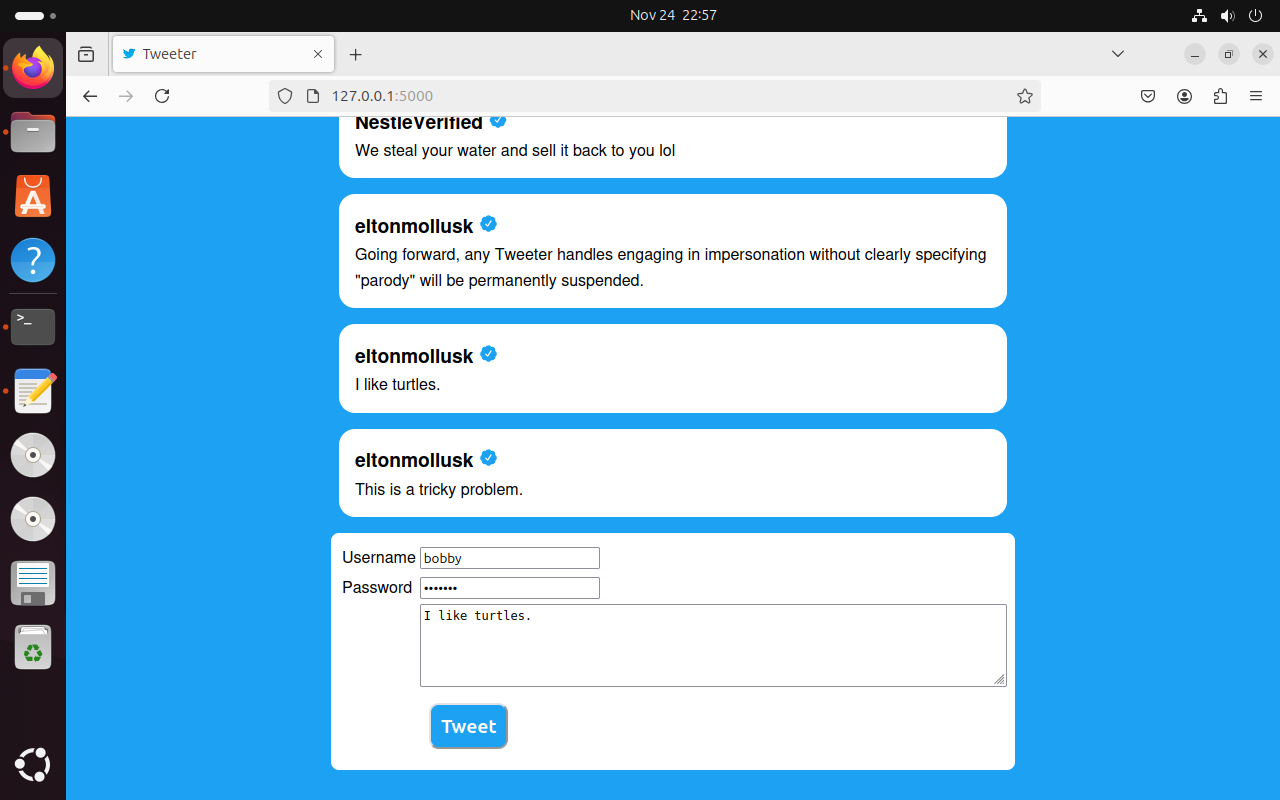 Nov 24 22:57
Tweeter
127.0.0.1:5000
NestleVerified
We steal your water and sell it back to you lol
eltonmollusk
Going forward, any Tweeter handles engaging in impersonation without clearly specifying
"parody" will be permanently suspended.
eltonmollusk
I like turtles.
eltonmollusk
This is a tricky problem.
Username bobby
Password •••••••
I like turtles.
Tweet